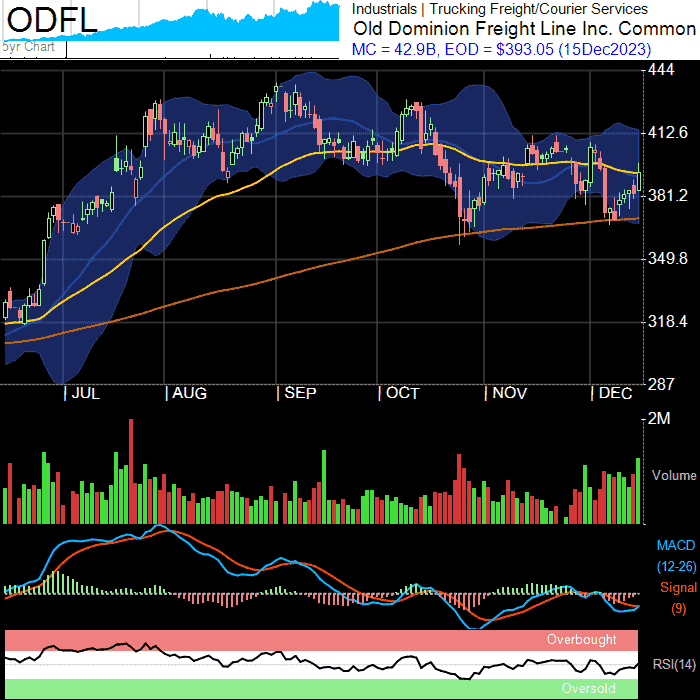 ODFL
5yr Chart
Industrials | Trucking Freight/Courier Services
Old Dominion Freight Line Inc. Common
MC = 42.9B, EOD = $393.05 (15Dec2023)
444
412.6
381.2
349.8
318.4
287
JUL
AUG
SEP
OCT
NOV
DEC
2M
Volume
MACD
(12-26)
Signal
(9)
Overbought
RSI(14)
Oversold